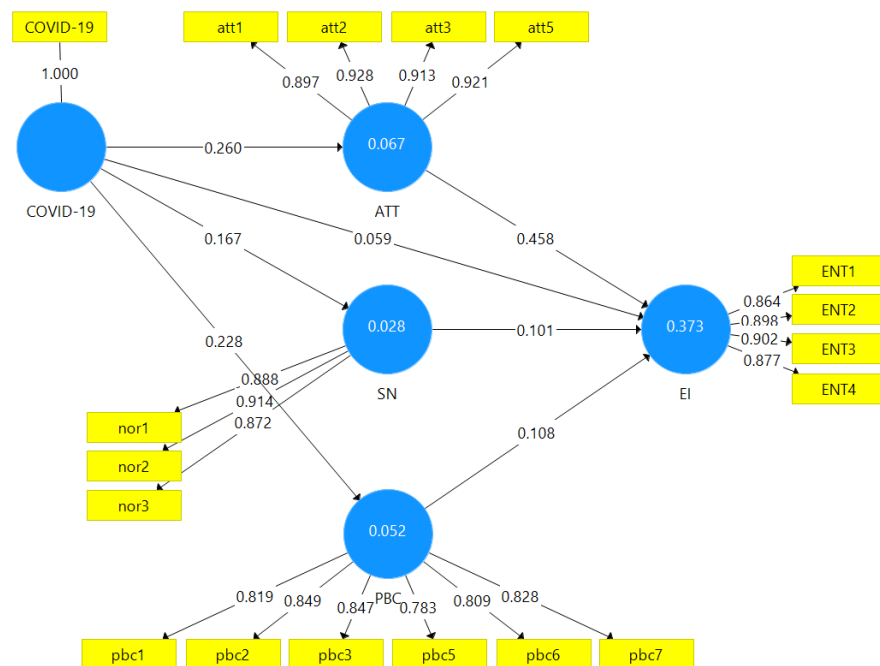 COVID-19
att1
att2
att3
att5
1.000
0.897
0.928
0.913
0.921
0.067
0.260
COVID-19
ATT
0.167
0.059
0.458
ENT1
0.864
ENT2
0.898
0.028
0.101
0.373
0.902
ENT3
0.228
0.877
0.888
SN
EI
ENT4
0.914
nor1
0.872
0.108
nor2
nor3
0.052
0.819
0.849
0.847
PBC
0.783
0.809
0.828
pbc1
pbc2
pbc3
pbc5
pbc6
pbc7